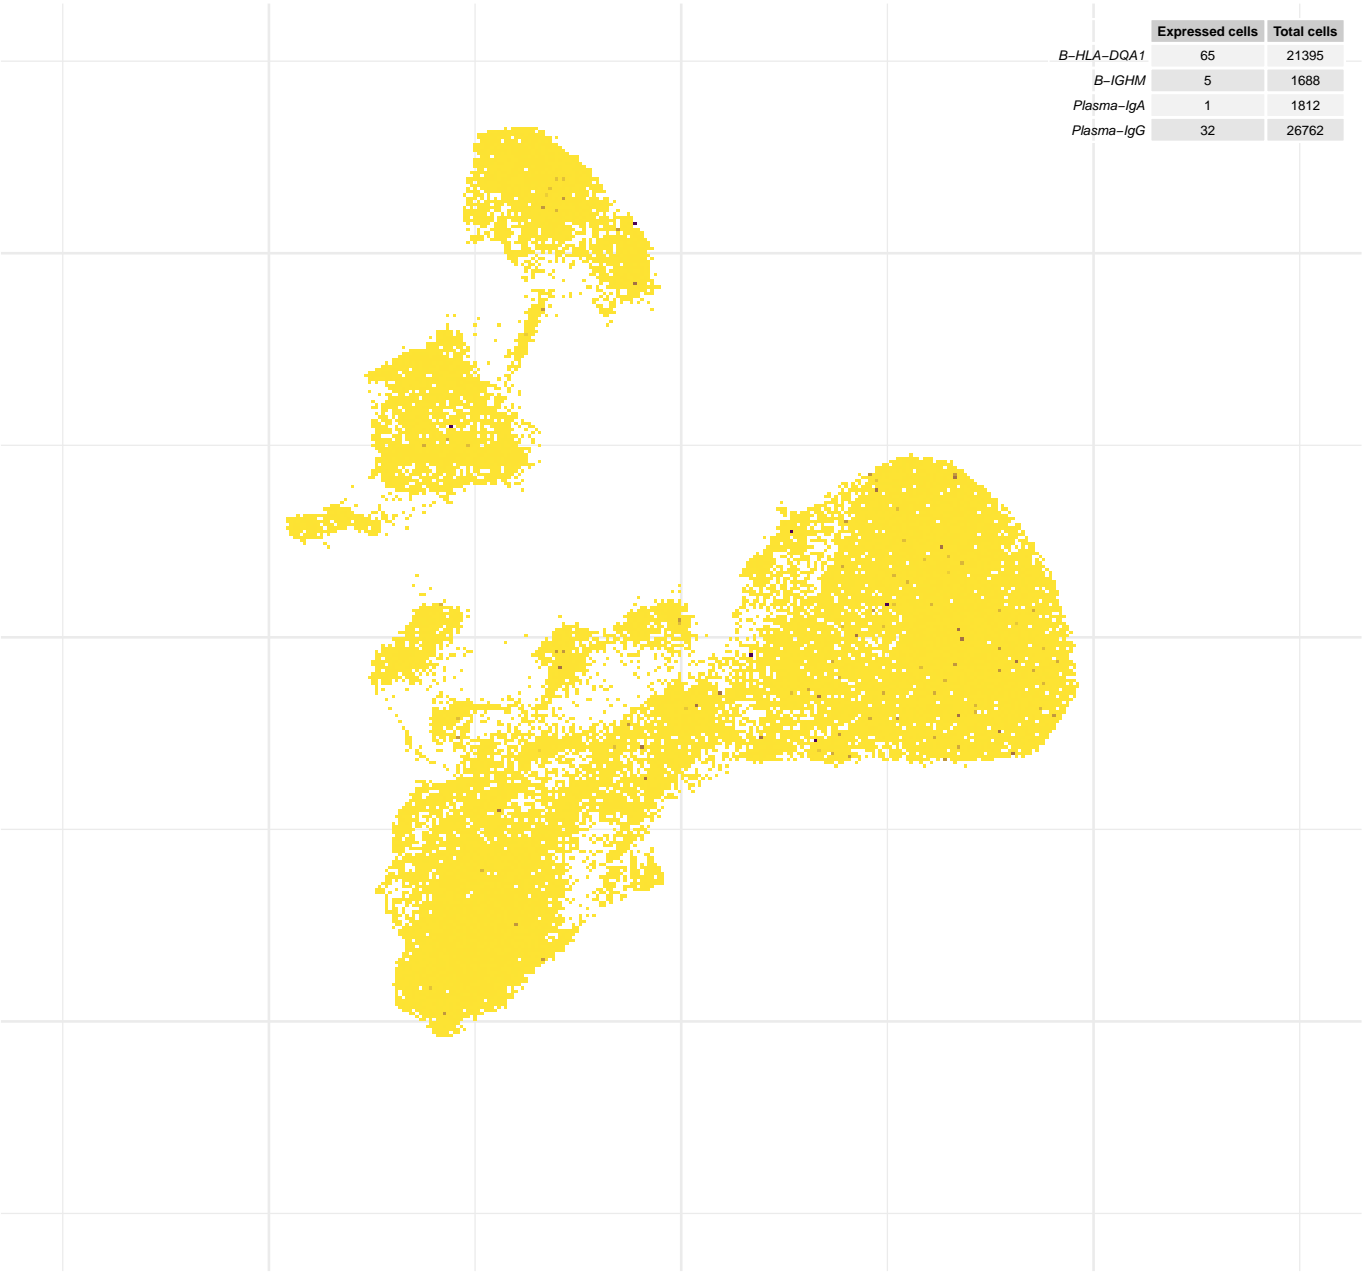 Expressed cells Total cells
B−HLA−DQA1 65 21395
B−IGHM 5 1688
Plasma−IgA 1 1812
Plasma−IgG 32 26762